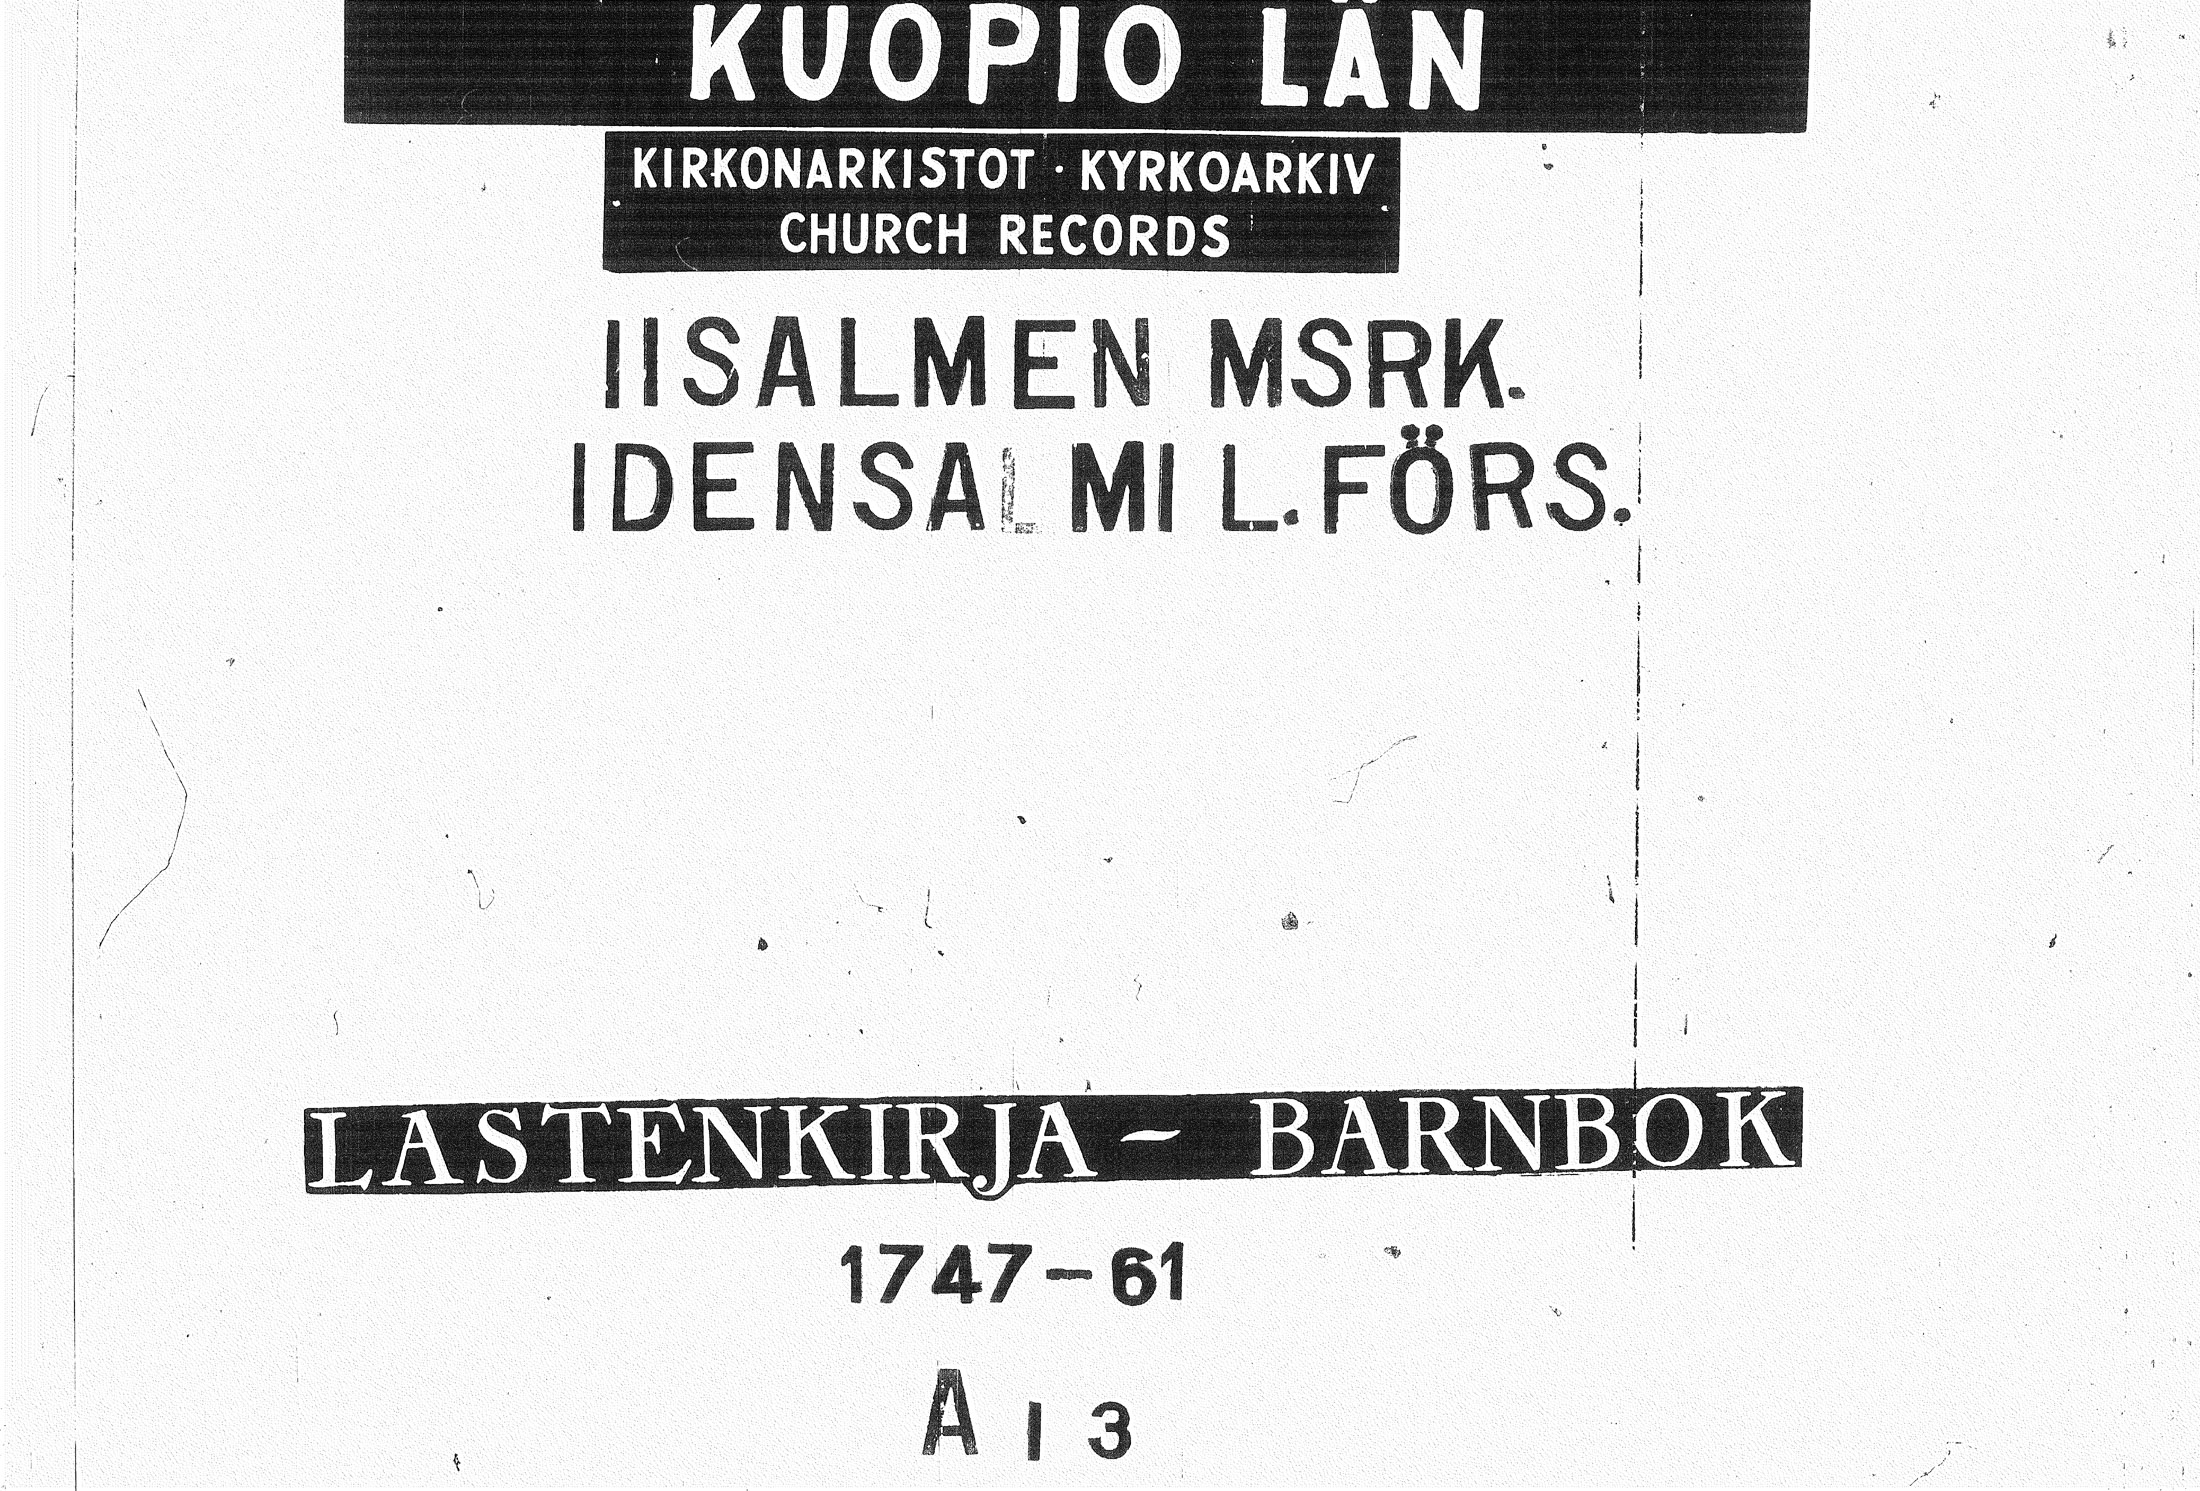 KUOPIO LÄN
KIRKONARKISTOT · KYRKOARKIV
CHURCH RECORDS
IISALMEN MSRK.
IDENSALMI L.FÖRS.
LASTENKIRJA - BARNBOK
1747-61
A I 3